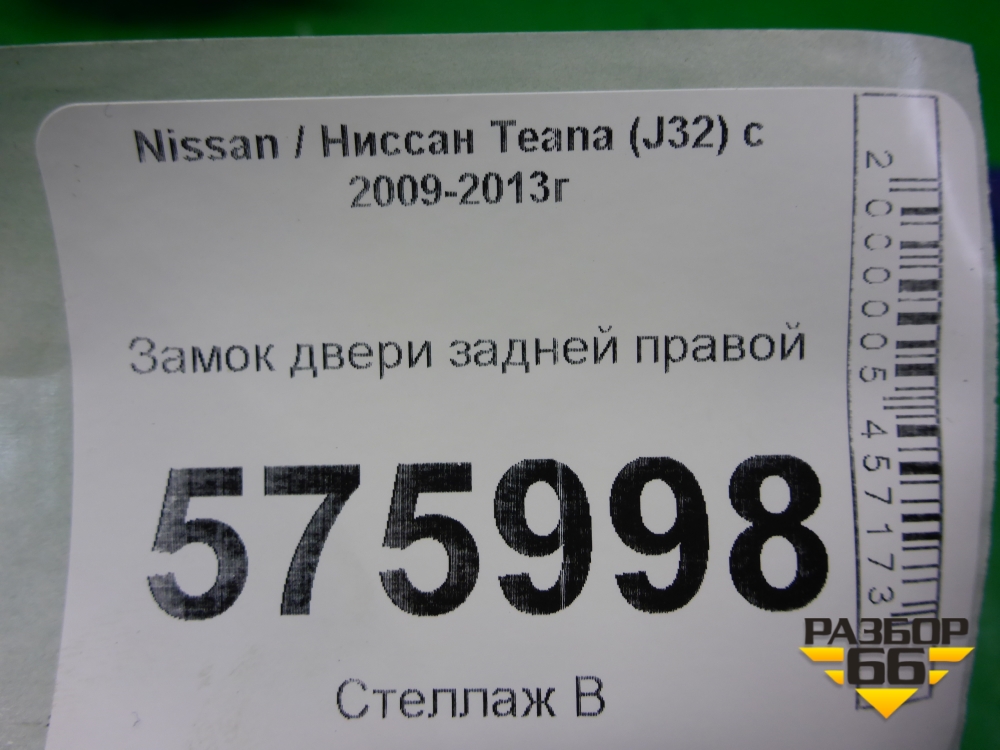 Nissan / Ниссан Teana (J32) с
2009-2013г
Замок двери задней правой
575998
Стеллаж В
2000005457173
РАЗБОР
66